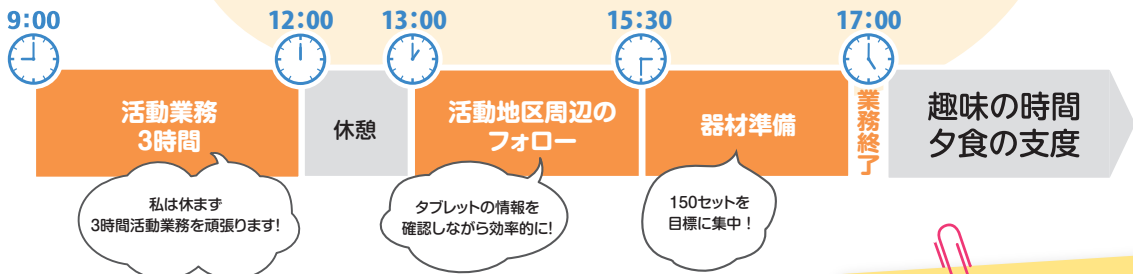 9:00
12:00
13:00
15:30
17:00
活動業務
3時間
休憩
活動地区周辺の
フォロー
器材準備
業務終了
趣味の時間
夕食の支度
私は休まず
3時間活動業務を頑張ります!
タブレットの情報を
確認しながら効率的に!
150セットを
目標に集中！